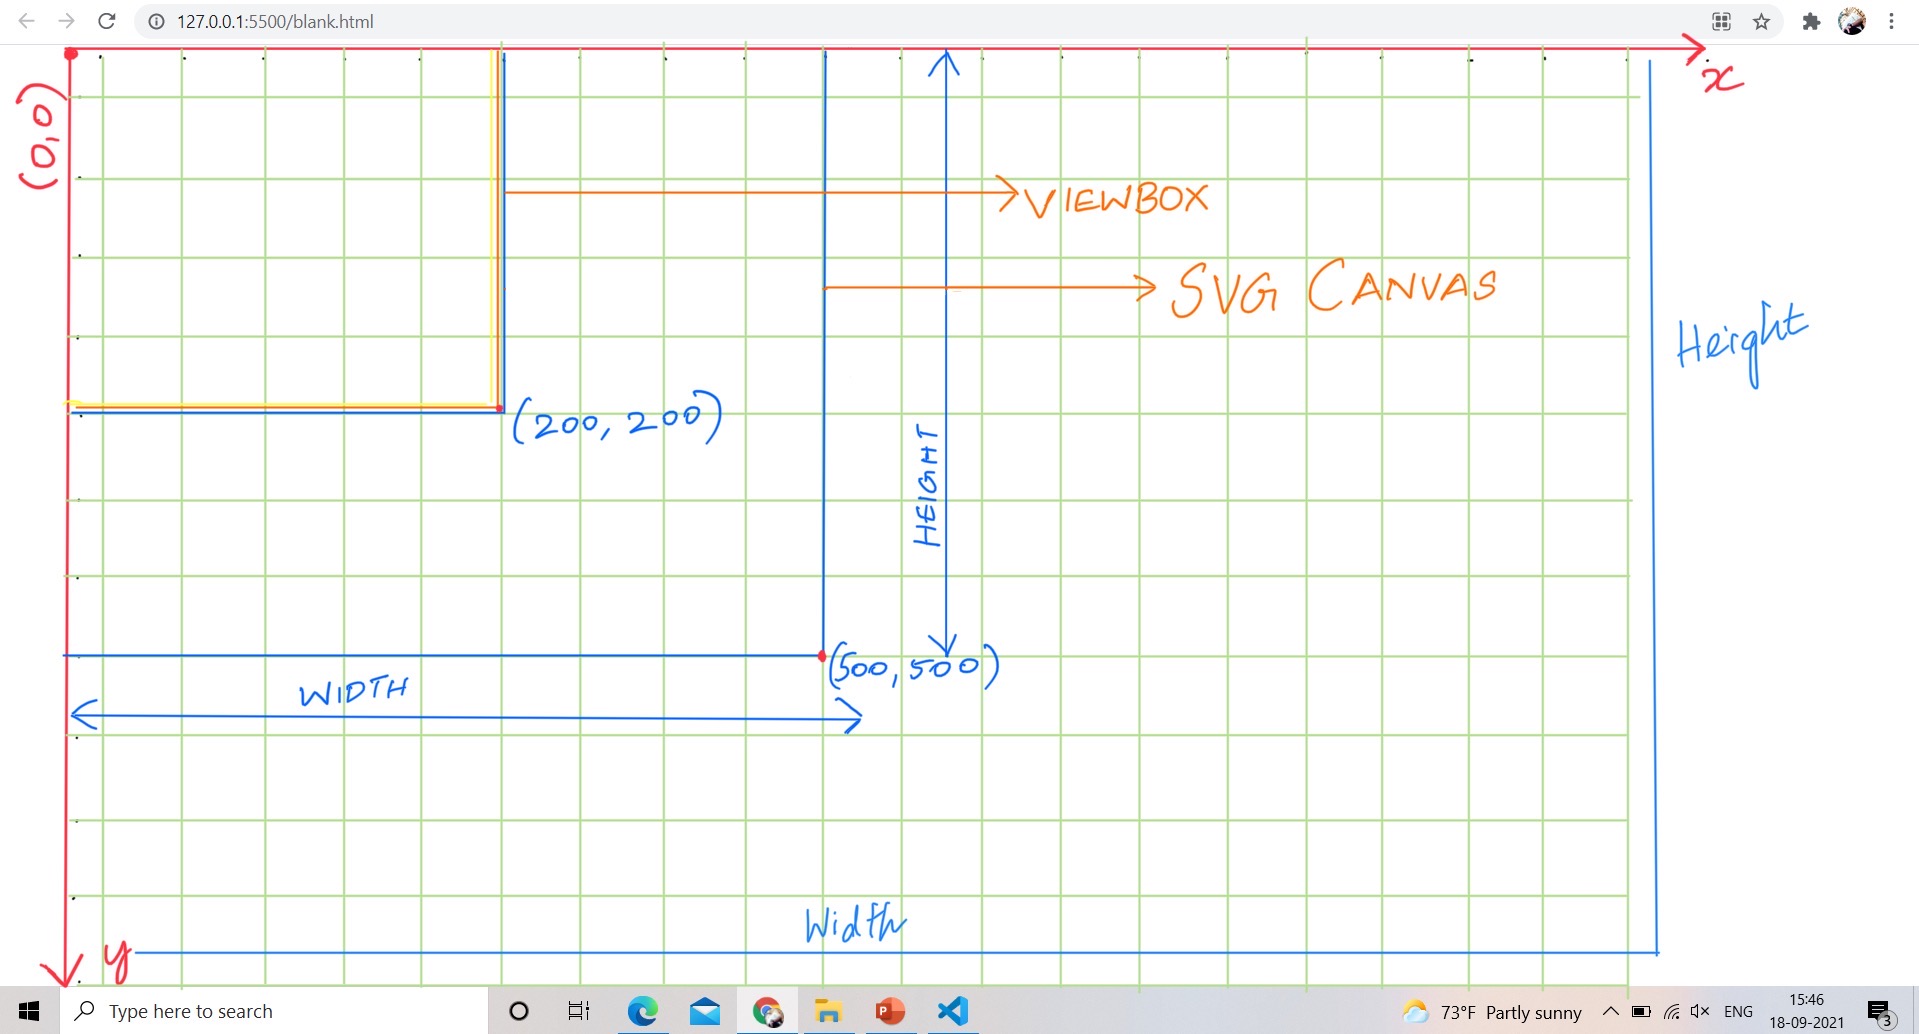 127.0.0.1:5500/blank.html
x
(0,0)
VIEWBOX
SVG CANVAS
Height
(200, 200)
HEIGHT
(500, 500)
WIDTH
Width
y
Type here to search
73°F Partly sunny
ENG
15:46
18-09-2021
3